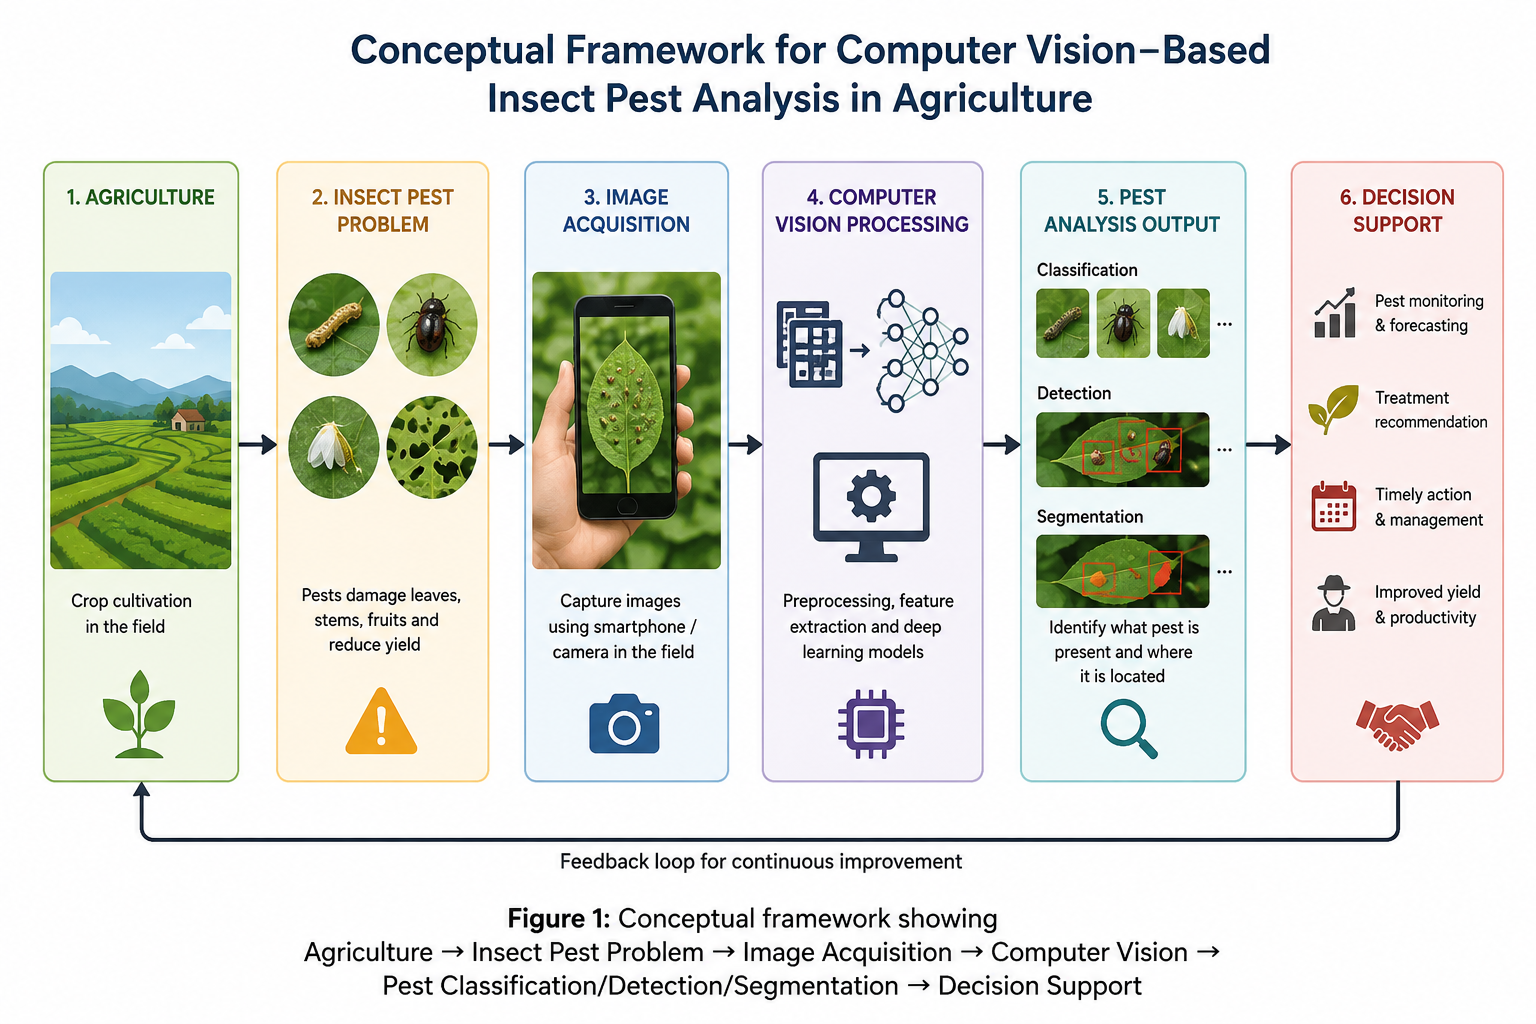 Conceptual Framework for Computer Vision–Based
Insect Pest Analysis in Agriculture
1. AGRICULTURE
Crop cultivation
in the field
2. INSECT PEST
PROBLEM
Pests damage leaves,
stems, fruits and
reduce yield
3. IMAGE
ACQUISITION
Capture images
using smartphone /
camera in the field
4. COMPUTER
VISION PROCESSING
Preprocessing, feature
extraction and deep
learning models
5. PEST
ANALYSIS OUTPUT
Classification
...
Detection
...
Segmentation
...
Identify what pest is
present and where
it is located
6. DECISION
SUPPORT
Pest monitoring
& forecasting
Treatment
recommendation
Timely action
& management
Improved yield
& productivity
Feedback loop for continuous improvement
Figure 1: Conceptual framework showing
Agriculture → Insect Pest Problem → Image Acquisition → Computer Vision →
Pest Classification/Detection/Segmentation → Decision Support